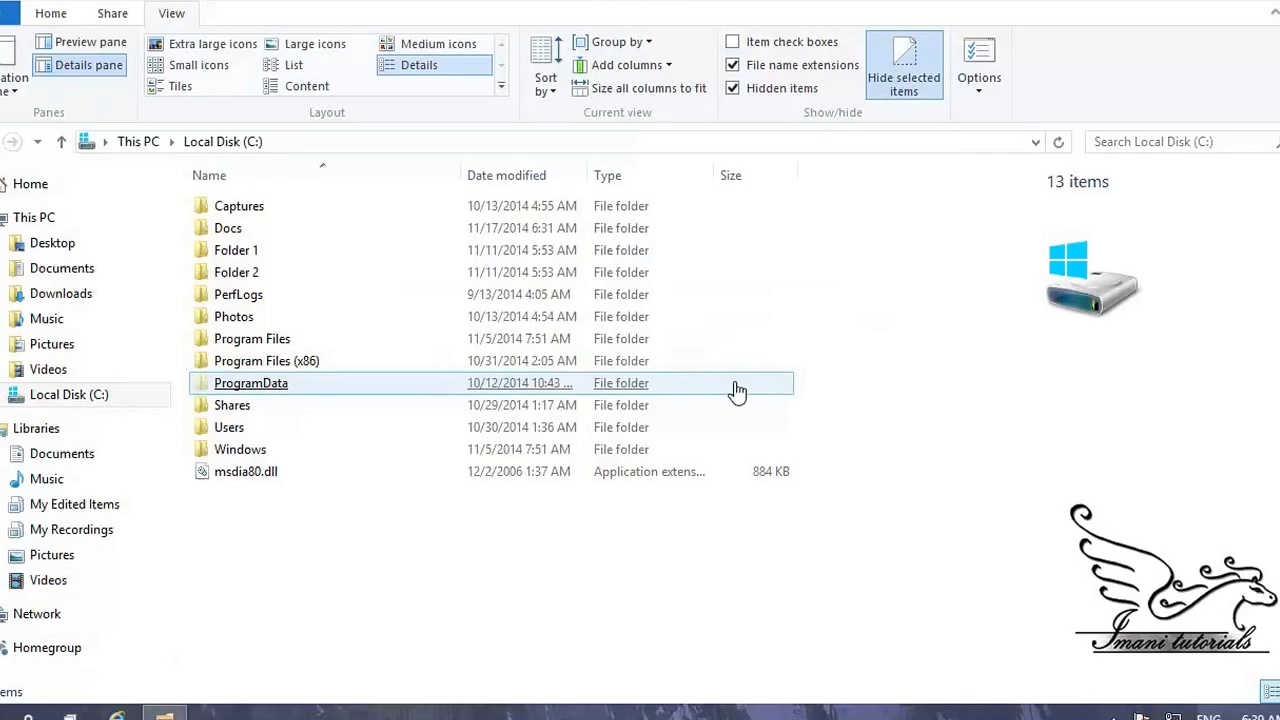 Home Share View
Preview pane
Details pane
Panes
Extra large icons Large icons Medium icons
Small icons List Details
Tiles Content
Layout
Sort by
Group by
Add columns
Size all columns to fit
Current view
Item check boxes
File name extensions
Hidden items
Hide selected items
Show/hide
Options
This PC Local Disk (C:)
Search Local Disk (C:)
Home
This PC
Desktop
Documents
Downloads
Music
Pictures
Videos
Local Disk (C:)
Libraries
Documents
Music
My Edited Items
My Recordings
Pictures
Videos
Network
Homegroup
Name Date modified Type Size
Captures 10/13/2014 4:55 AM File folder
Docs 11/17/2014 6:31 AM File folder
Folder 1 11/11/2014 5:53 AM File folder
Folder 2 11/11/2014 5:53 AM File folder
PerfLogs 9/13/2014 4:05 AM File folder
Photos 10/13/2014 4:54 AM File folder
Program Files 11/5/2014 7:51 AM File folder
Program Files (x86) 10/31/2014 2:05 AM File folder
ProgramData 10/12/2014 10:43 ... File folder
Shares 10/29/2014 1:17 AM File folder
Users 10/30/2014 1:36 AM File folder
Windows 11/5/2014 7:51 AM File folder
msdia80.dll 12/2/2006 1:37 AM Application extens... 884 KB
13 items
Imani tutorials
ENG